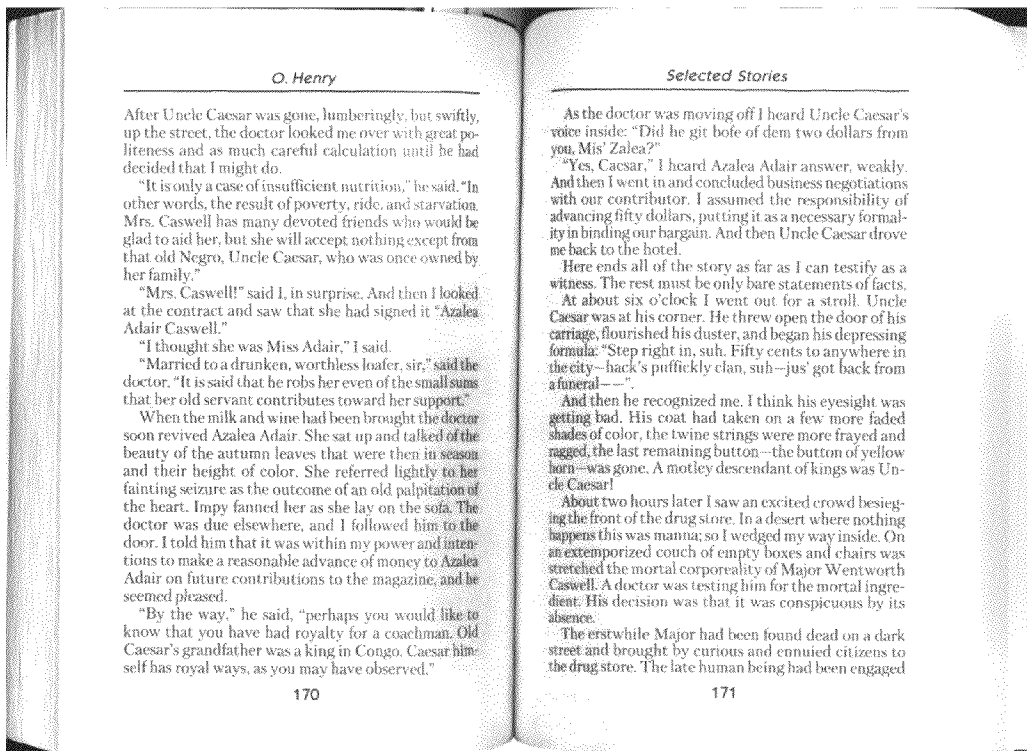 O. Henry
After Uncle Caesar was gone, lumberingly, but swiftly,
up the street, the doctor looked me over with great po-
liteness and as much careful calculation until he had
decided that I might do.
"It is only a case of insufficient nutrition," he said. "In
other words, the result of poverty, ride, and starvation.
Mrs. Caswell has many devoted friends who would be
glad to aid her, but she will accept nothing except from
that old Negro, Uncle Caesar, who was once owned by
her family."
"Mrs. Caswell!" said I, in surprise. And then I looked
at the contract and saw that she had signed it "Azalea
Adair Caswell."
"I thought she was Miss Adair," I said.
"Married to a drunken, worthless loafer, sir," said the
doctor. "It is said that he robs her even of the small sums
that her old servant contributes toward her support."
When the milk and wine had been brought the doctor
soon revived Azalea Adair. She sat up and talked of the
beauty of the autumn leaves that were then in season
and their height of color. She referred lightly to her
fainting seizure as the outcome of an old palpitation of
the heart. Impy fanned her as she lay on the sofa. The
doctor was due elsewhere, and I followed him to the
door. I told him that it was within my power and inten-
tions to make a reasonable advance of money to Azalea
Adair on future contributions to the magazine, and he
seemed pleased.
"By the way," he said, "perhaps you would like to
know that you have had royalty for a coachman. Old
Caesar's grandfather was a king in Congo. Caesar him-
self has royal ways, as you may have observed."
170
Selected Stories
As the doctor was moving off I heard Uncle Caesar's
voice inside: "Did he git bofe of dem two dollars from
you, Mis' Zalea?"
"Yes, Caesar," I heard Azalea Adair answer, weakly.
And then I went in and concluded business negotiations
with our contributor. I assumed the responsibility of
advancing fifty dollars, putting it as a necessary formal-
ity in binding our bargain. And then Uncle Caesar drove
me back to the hotel.
Here ends all of the story as far as I can testify as a
witness. The rest must be only bare statements of facts.
At about six o'clock I went out for a stroll. Uncle
Caesar was at his corner. He threw open the door of his
carriage, flourished his duster, and began his depressing
formula: "Step right in, suh. Fifty cents to anywhere in
the city—hack's puffickly clan, suh—jus' got back from
a funeral——".
And then he recognized me. I think his eyesight was
getting bad. His coat had taken on a few more faded
shades of color, the twine strings were more frayed and
ragged, the last remaining button—the button of yellow
horn—was gone. A motley descendant of kings was Un-
cle Caesar!
About two hours later I saw an excited crowd besieg-
ing the front of the drug store. In a desert where nothing
happens this was manna; so I wedged my way inside. On
an extemporized couch of empty boxes and chairs was
stretched the mortal corporeality of Major Wentworth
Caswell. A doctor was testing him for the mortal ingre-
dient. His decision was that it was conspicuous by its
absence.
The erstwhile Major had been found dead on a dark
street and brought by curious and ennuied citizens to
the drug store. The late human being had been engaged
171